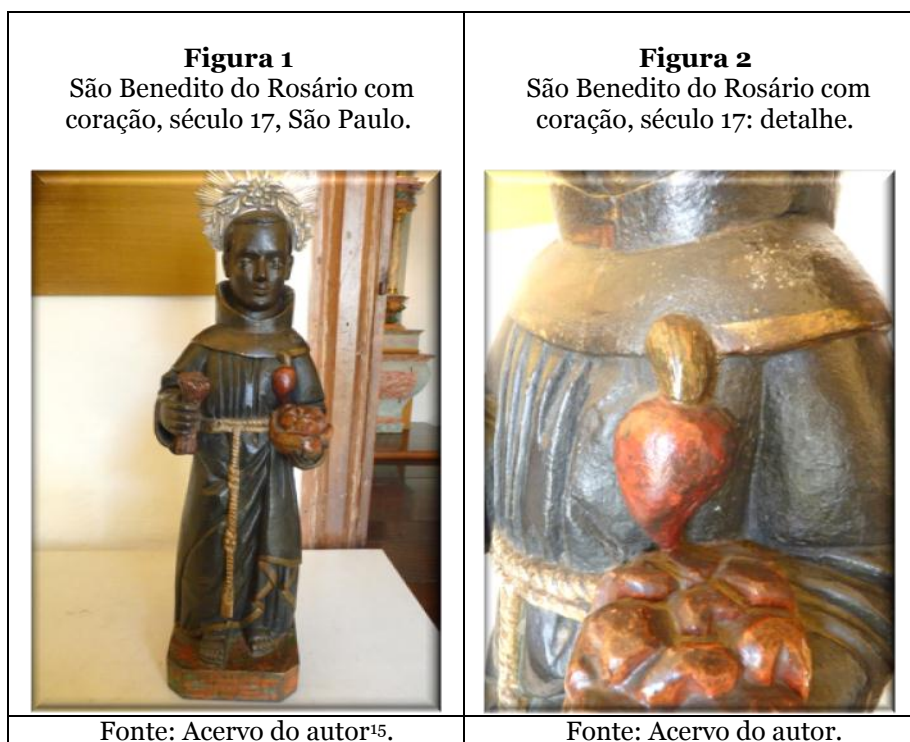 Figura 1
São Benedito do Rosário com
coração, século 17, São Paulo.
Figura 2
São Benedito do Rosário com
coração, século 17: detalhe.
Fonte: Acervo do autor¹⁵.
Fonte: Acervo do autor.